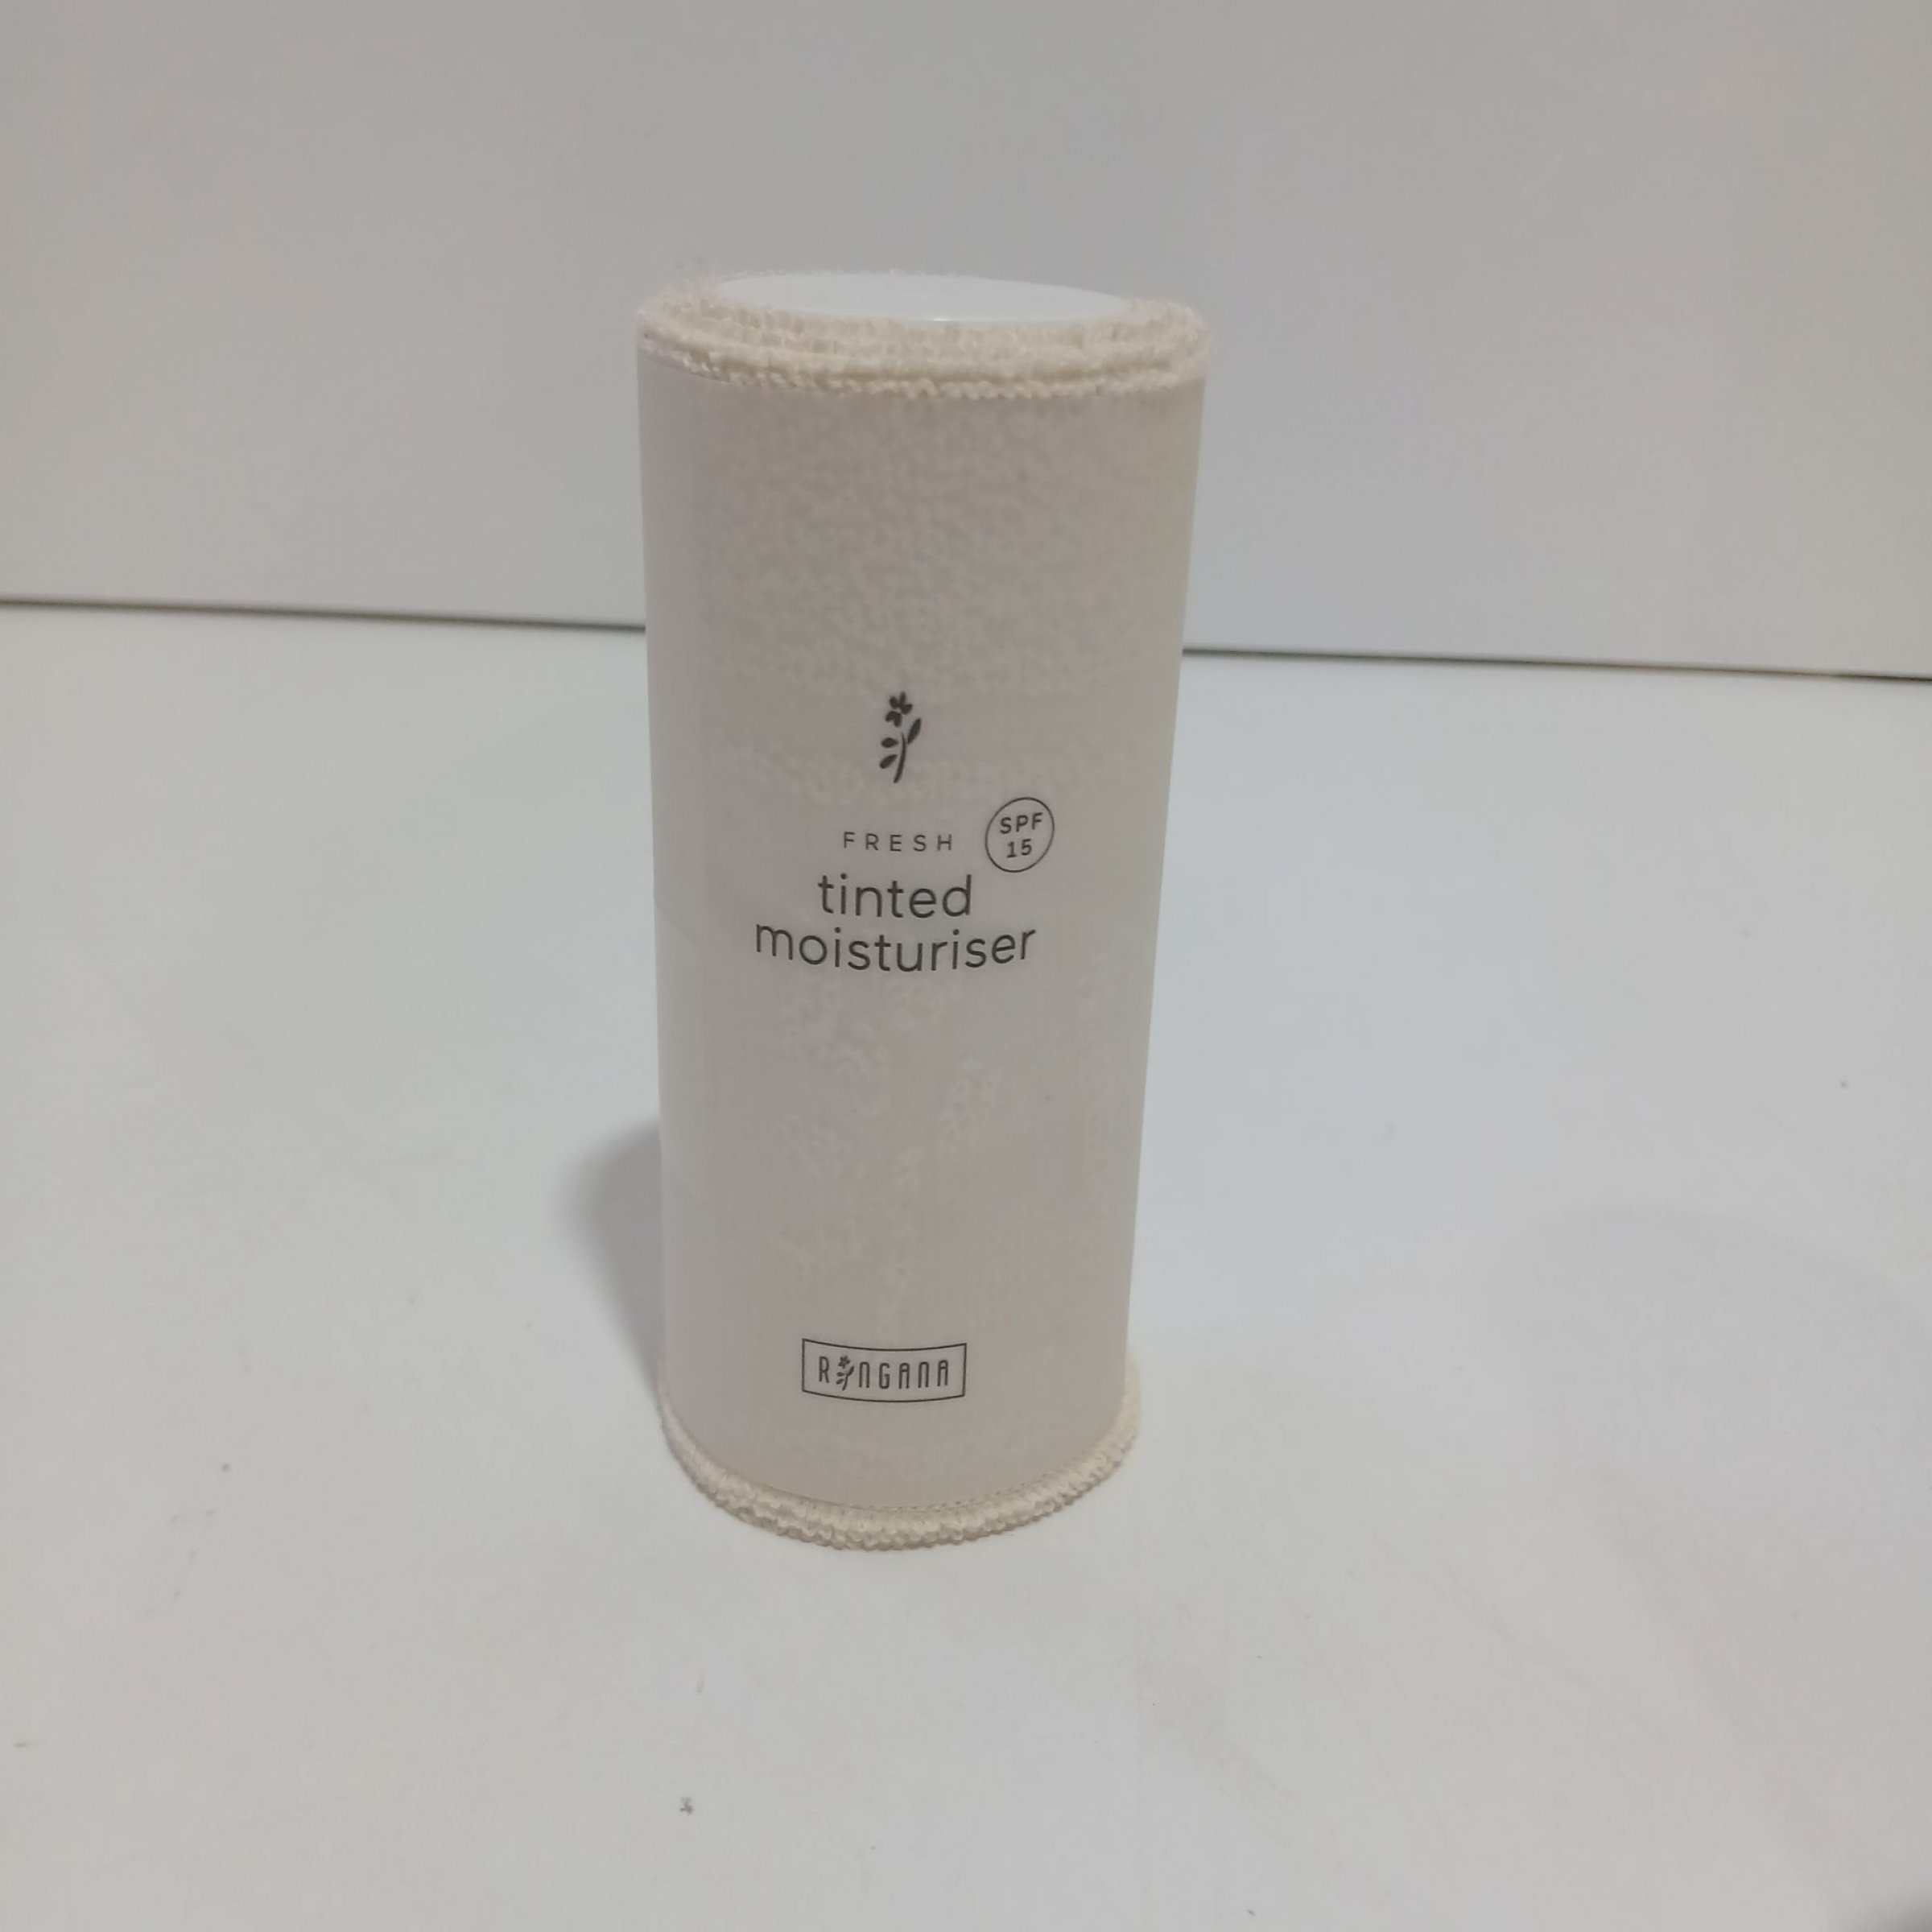 FRESH
SPF
15
tinted
moisturiser
RINGANA